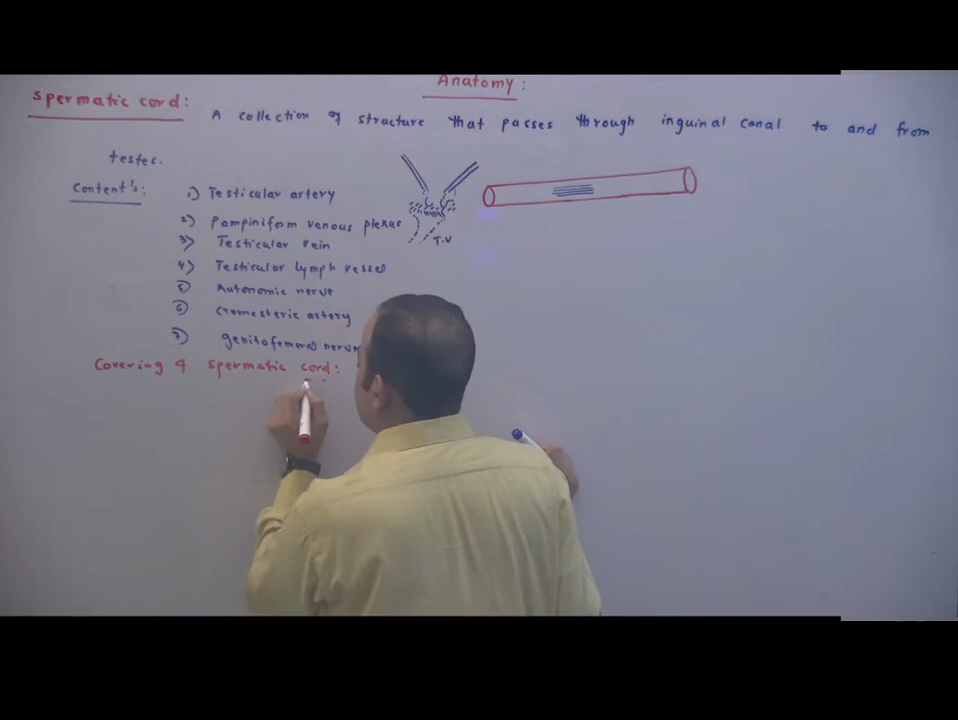 Anatomy:
Spermatic cord: A collection of structure that passes through inguinal canal to and from
testes.
Content's: 1) Testicular artery
2) Pampiniform venous plexus
3) Testicular vein
T.V
4) Testicular lymph vessel
5) Autonomic nerve
6) Cremesteric artery
7) genitofemoral nerve
Covering of spermatic cord: